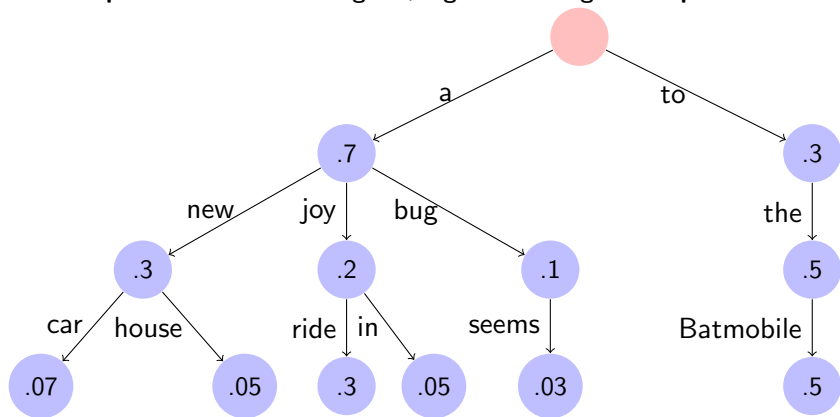 a to
.7 .3
new joy bug the
.3 .2 .1 .5
car house ride in seems Batmobile
.07 .05 .3 .05 .03 .5